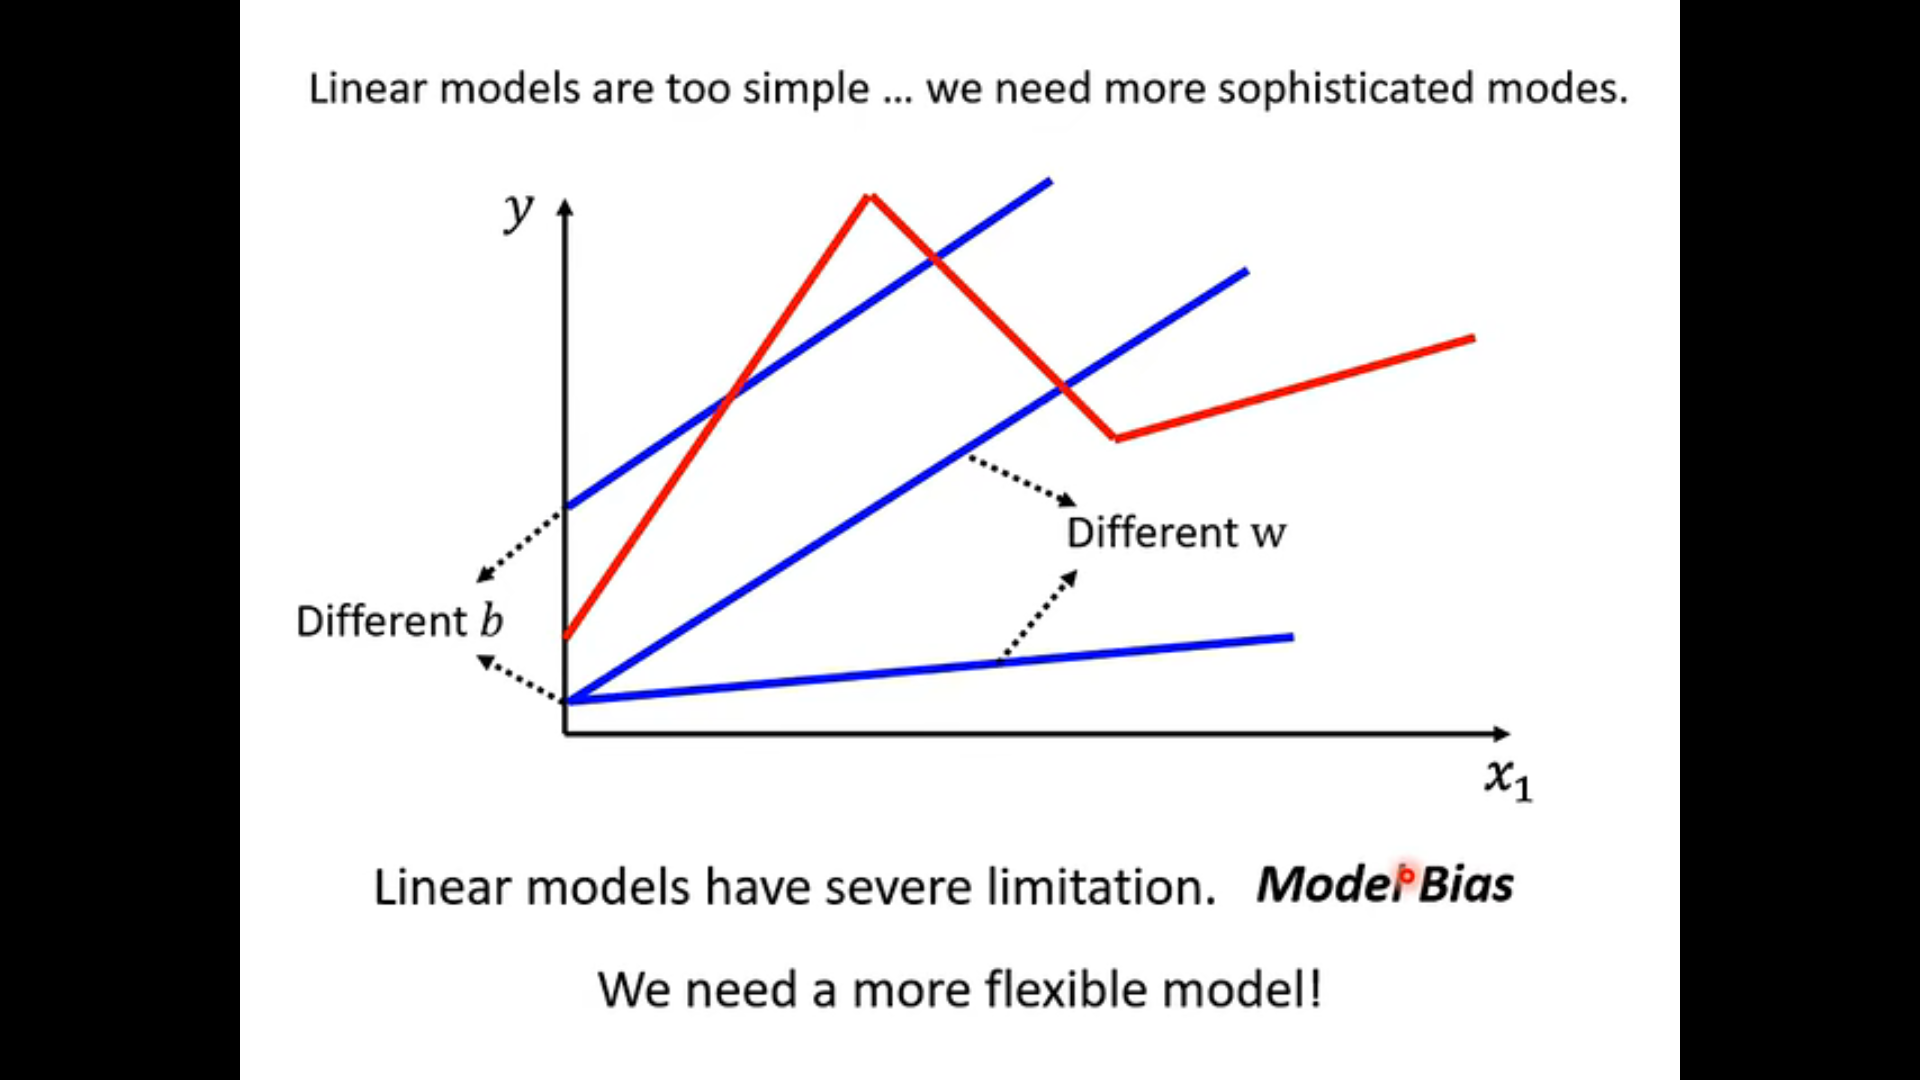 Linear models are too simple … we need more sophisticated modes.
y
Different w
Different b
x₁
Linear models have severe limitation. Model Bias
We need a more flexible model!